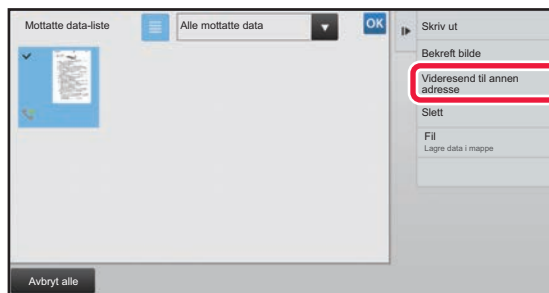 Mottatte data-liste
Alle mottatte data
OK
Skriv ut
Bekreft bilde
Videresend til annen
adresse
Slett
Fil
Lagre data i mappe
Avbryt alle